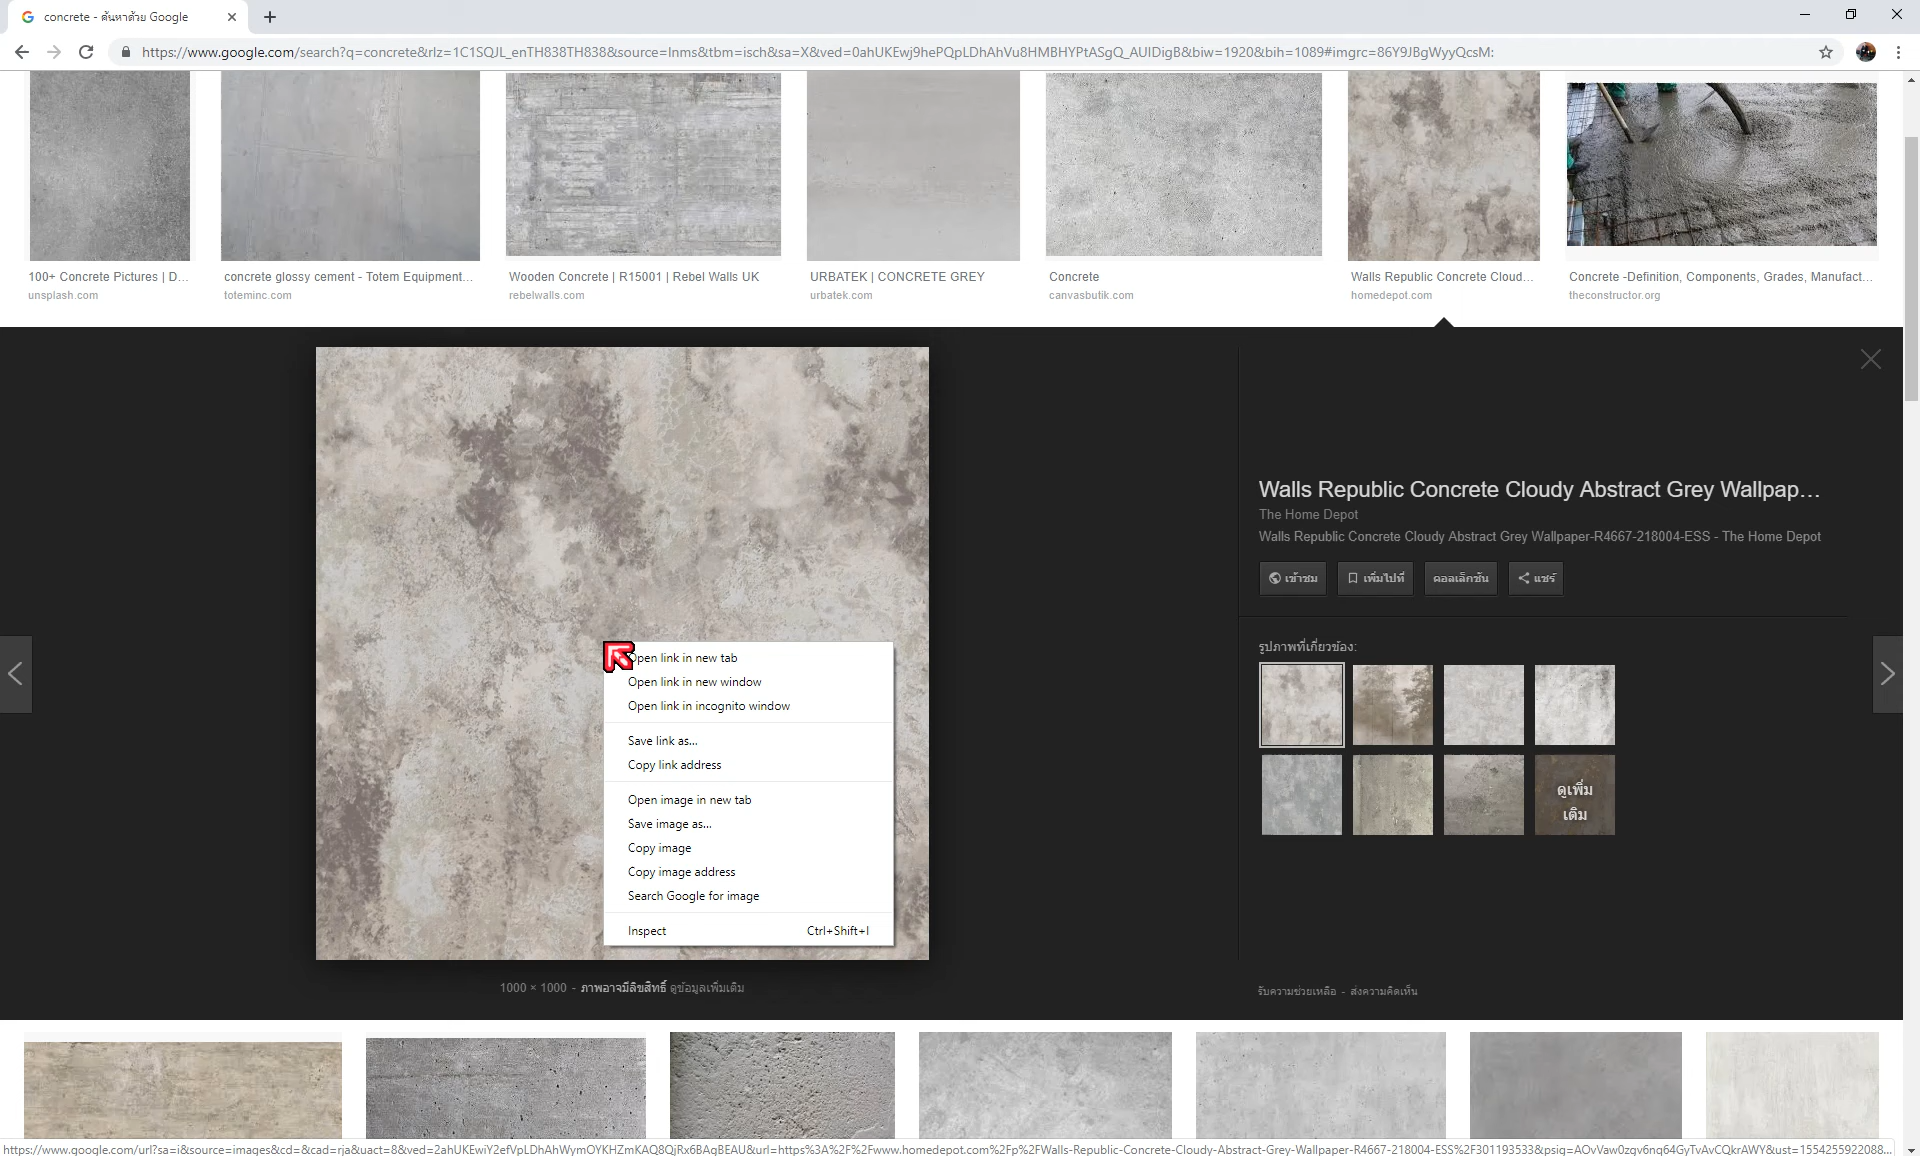 concrete - ค้นหาด้วย Google
https://www.google.com/search?q=concrete&rlz=1C1SQJL_enTH838TH838&source=lnms&tbm=isch&sa=X&ved=0ahUKEwj9hePQpLDhAhVu8HMBHYPtASgQ_AUIDigB&biw=1920&bih=1089#imgrc=86Y9JBgWyyQcsM:
100+ Concrete Pictures | D...
unsplash.com
concrete glossy cement - Totem Equipment...
toteminc.com
Wooden Concrete | R15001 | Rebel Walls UK
rebelwalls.com
URBATEK | CONCRETE GREY
urbatek.com
Concrete
canvasbutik.com
Walls Republic Concrete Cloud...
homedepot.com
Concrete -Definition, Components, Grades, Manufact...
theconstructor.org
Walls Republic Concrete Cloudy Abstract Grey Wallpap...
The Home Depot
Walls Republic Concrete Cloudy Abstract Grey Wallpaper-R4667-218004-ESS - The Home Depot
เข้าชม
เพิ่มไปที่
คอลเล็กชัน
แชร์
รูปภาพที่เกี่ยวข้อง:
ดูเพิ่ม
เติม
Open link in new tab
Open link in new window
Open link in incognito window
Save link as...
Copy link address
Open image in new tab
Save image as...
Copy image
Copy image address
Search Google for image
Inspect Ctrl+Shift+I
1000 × 1000 - ภาพอาจมีลิขสิทธิ์ ดูข้อมูลเพิ่มเติม
รับความช่วยเหลือ - ส่งความคิดเห็น
https://www.google.com/url?sa=i&source=images&cd=&cad=rja&uact=8&ved=2ahUKEwiY2efVpLDhAhWymOYKHZmKAQ8QjRx6BAgBEAU&url=https%3A%2F%2Fwww.homedepot.com%2Fp%2FWalls-Republic-Concrete-Cloudy-Abstract-Grey-Wallpaper-R4667-218004-ESS%2F301193533&psig=AOvVaw0zgv6nq64GyTvAvCQkrAWY&ust=1554255922088...